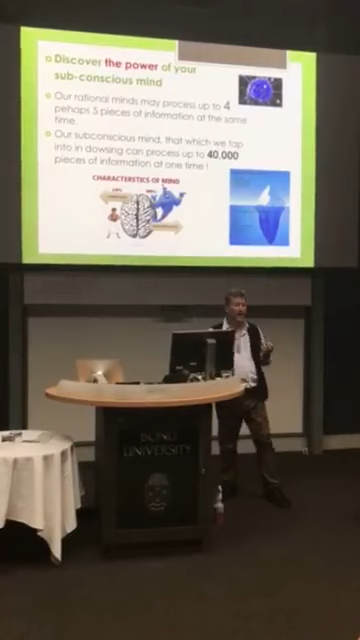 Discover the power of your
sub-conscious mind
Our rational minds may process up to 4
pehaps 5 pieces of information at the same
time.
Our subconscious mind, that which we tap
into in dowsing can process up to 40,000
pieces of information at one time !
CHARACTERSTICS OF MIND
BOND
UNIVERSITY